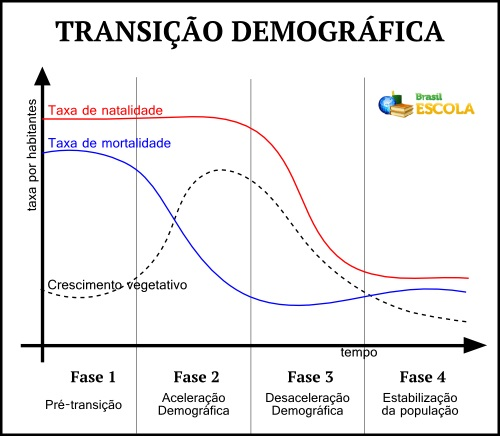 TRANSIÇÃO DEMOGRÁFICA
Brasil
ESCOLA
taxa por habitantes
Taxa de natalidade
Taxa de mortalidade
Crescimento vegetativo
tempo
Fase 1
Fase 2
Fase 3
Fase 4
Pré-transição
Aceleração
Demográfica
Desaceleração
Demográfica
Estabilização
da população